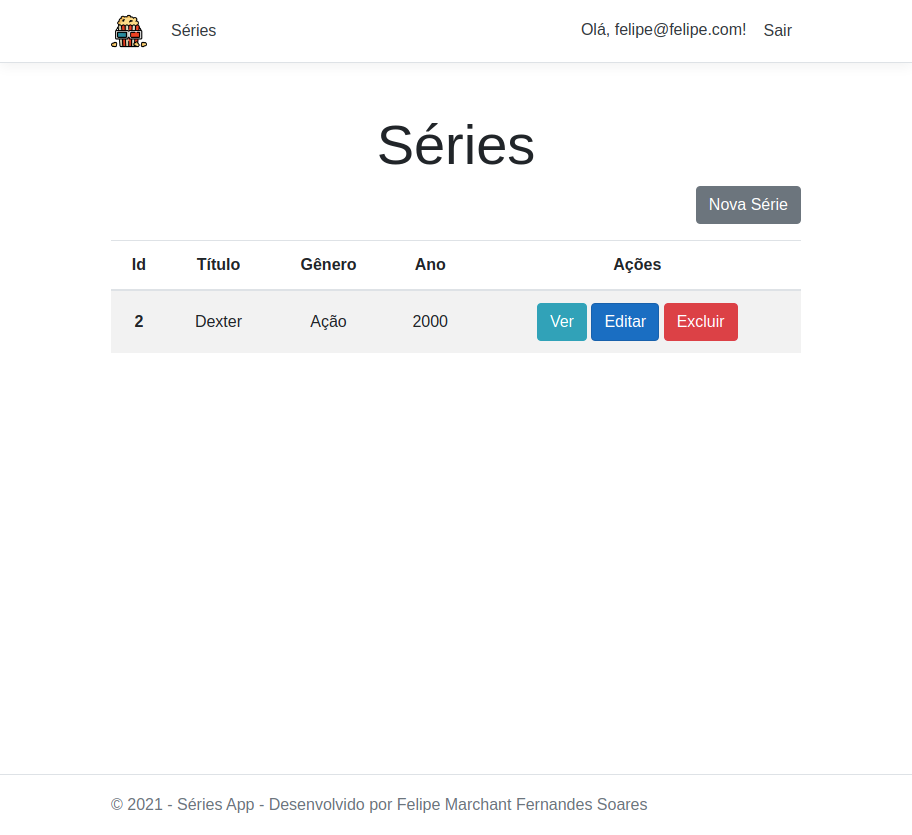 Séries Olá, felipe@felipe.com! Sair
Séries
Nova Série
Id Título Gênero Ano Ações
2 Dexter Ação 2000 Ver Editar Excluir
© 2021 - Séries App - Desenvolvido por Felipe Marchant Fernandes Soares